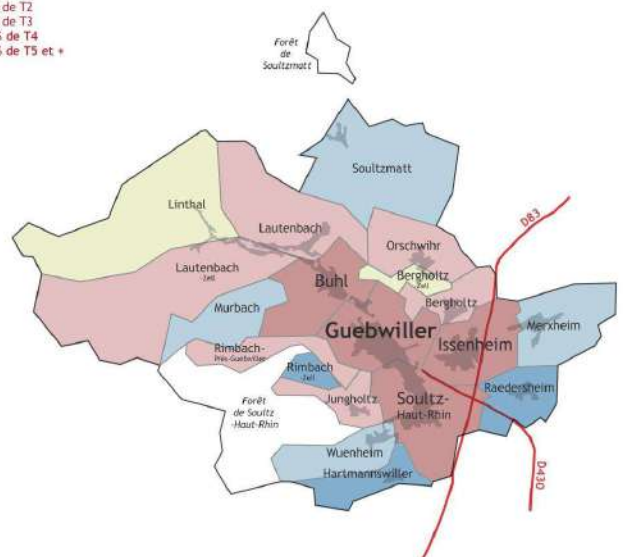 de T2
de T3
de T4
de T5 et +
Forêt
de
Soultzmatt
Soultzmatt
D83
Linthal
Lautenbach
Orschwihr
Lautenbach
-Zell
Bergholtz
-Zell
Buhl
Murbach
Bergholtz
Guebwiller
Issenheim
Merxheim
Rimbach-
Près-Guebwiller
Rimbach
-Zell
Raedersheim
Forêt
de Soultz
-Haut-Rhin
Jungholtz
Soultz-
Haut-Rhin
Wuenheim
Hartmannswiller
D430